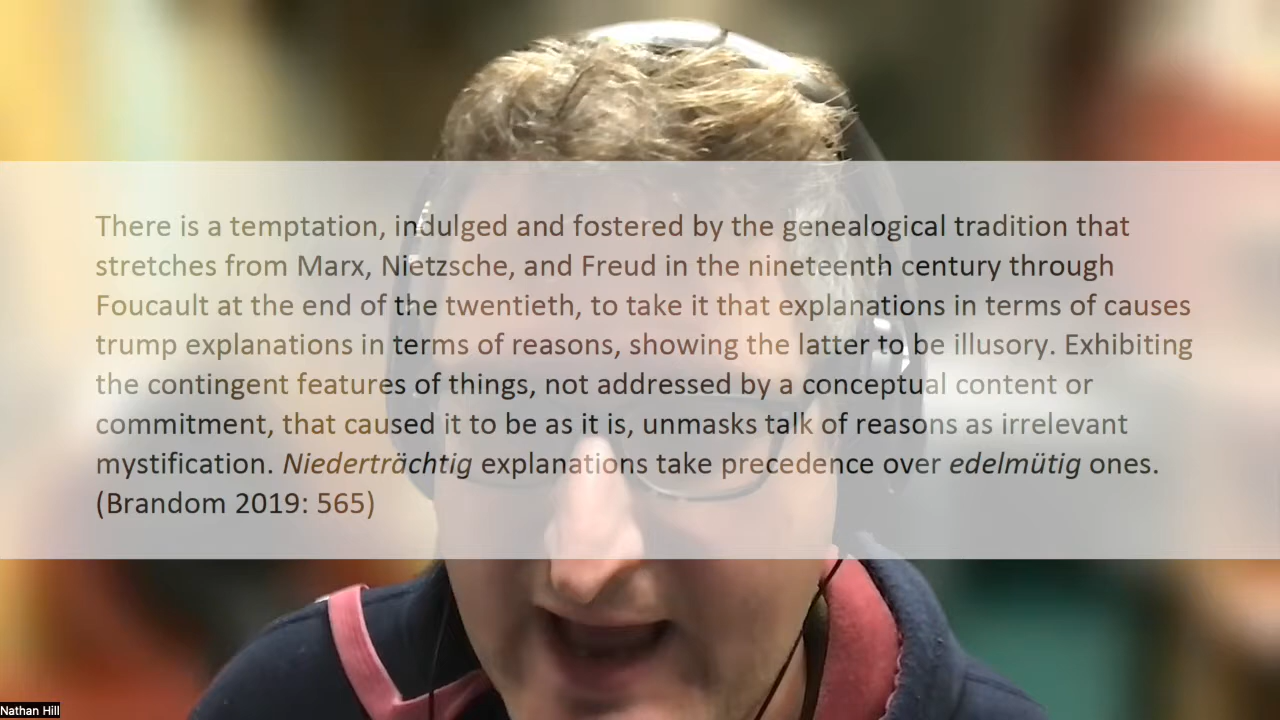 There is a temptation, indulged and fostered by the genealogical tradition that
stretches from Marx, Nietzsche, and Freud in the nineteenth century through
Foucault at the end of the twentieth, to take it that explanations in terms of causes
trump explanations in terms of reasons, showing the latter to be illusory. Exhibiting
the contingent features of things, not addressed by a conceptual content or
commitment, that caused it to be as it is, unmasks talk of reasons as irrelevant
mystification. Niederträchtig explanations take precedence over edelmütig ones.
(Brandom 2019: 565)
Nathan Hill